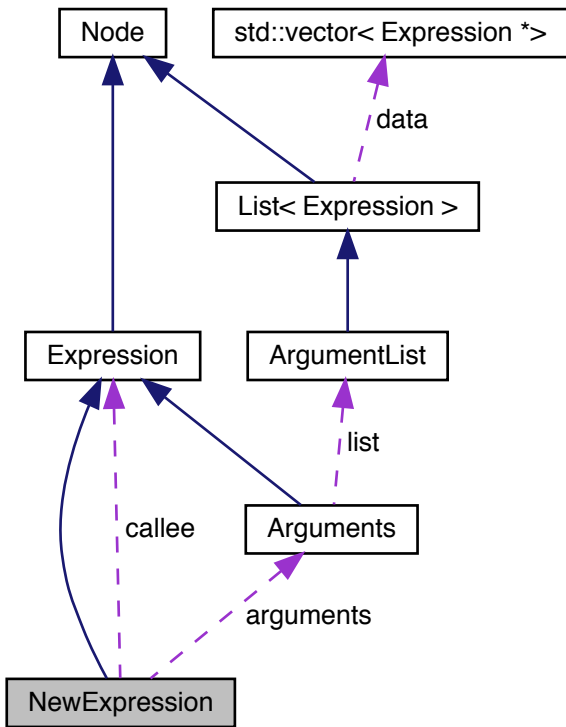 Node
std::vector< Expression *>
data
List< Expression >
Expression
ArgumentList
list
callee
Arguments
arguments
NewExpression